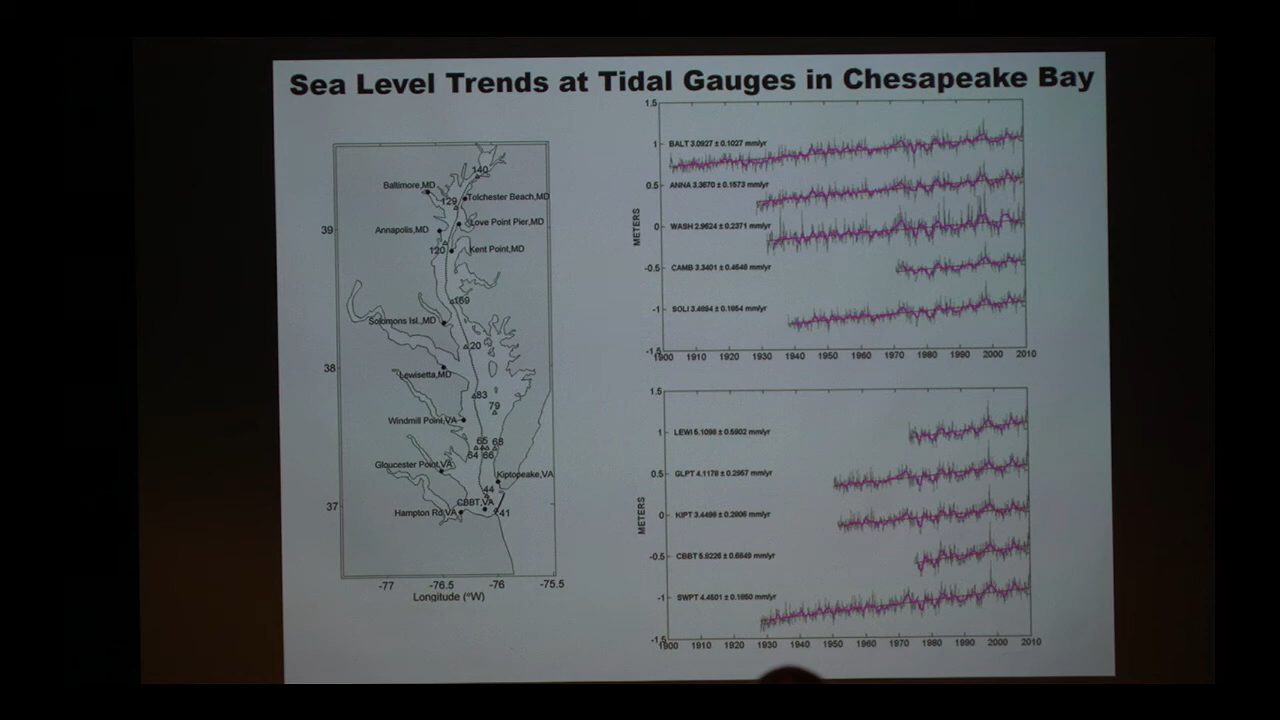 Sea Level Trends at Tidal Gauges in Chesapeake Bay
140
Baltimore,MD
129
Tolchester Beach,MD
39
Annapolis,MD
Love Point Pier,MD
120
Kent Point,MD
159
Solomons Isl.,MD
20
38
Lewisetta,MD
83
79
Windmill Point,VA
65
68
64
66
Gloucester Point,VA
Kiptopeake,VA
44
37
CBBT,VA
Hampton Rd,VA
41
-77
-76.5
-76
-75.5
Longitude (°W)
1.5
1
BALT 3.0927 ± 0.1027 mm/yr
0.5
ANNA 3.3670 ± 0.1573 mm/yr
METERS
0
WASH 2.9624 ± 0.2371 mm/yr
-0.5
CAMB 3.3401 ± 0.4648 mm/yr
-1
SOLI 3.4894 ± 0.1654 mm/yr
-1.5
1900 1910 1920 1930 1940 1950 1960 1970 1980 1990 2000 2010
1.5
1
LEWI 5.1098 ± 0.5902 mm/yr
0.5
GLPT 4.1178 ± 0.2957 mm/yr
METERS
0
KIPT 3.4498 ± 0.2806 mm/yr
-0.5
CBBT 5.9226 ± 0.6649 mm/yr
-1
SWPT 4.4501 ± 0.1850 mm/yr
-1.5
1900 1910 1920 1930 1940 1950 1960 1970 1980 1990 2000 2010